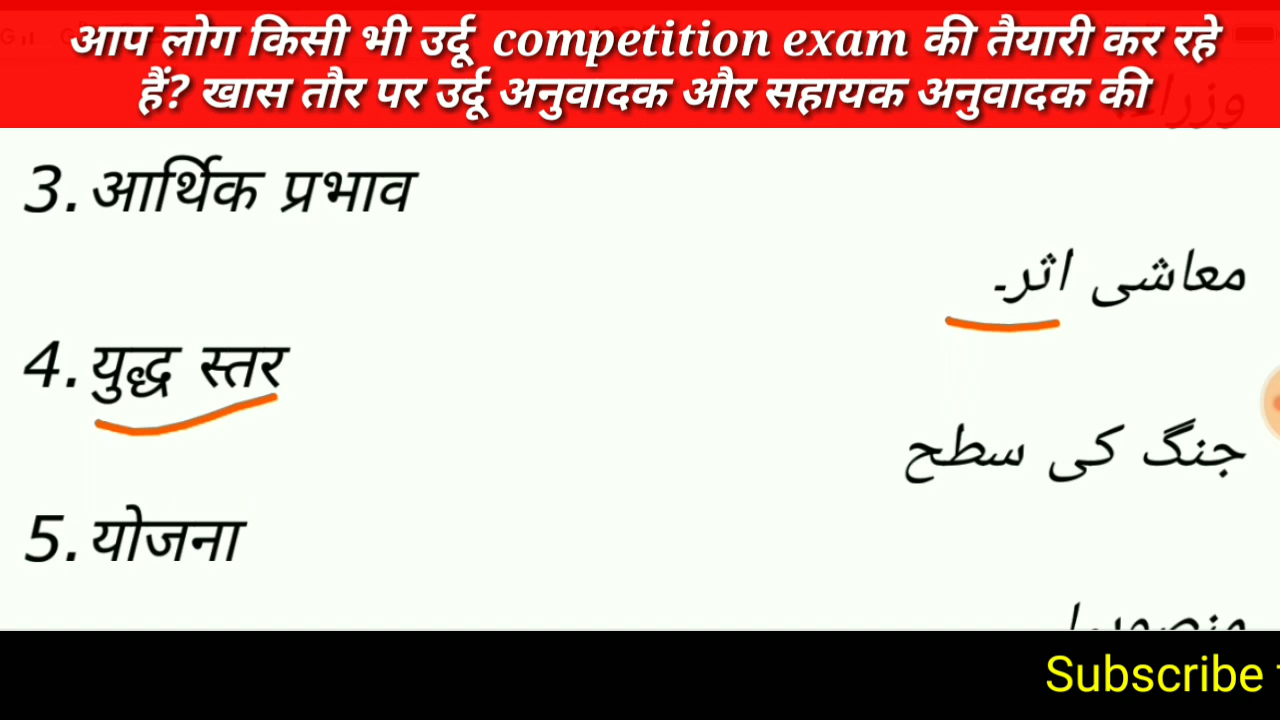 आप लोग किसी भी उर्दू competition exam की तैयारी कर रहे
हैं? खास तौर पर उर्दू अनुवादक और सहायक अनुवादक की
3. आर्थिक प्रभाव
معاشی اثر۔
4. युद्ध स्तर
جنگ کی سطح
5. योजना
Subscribe